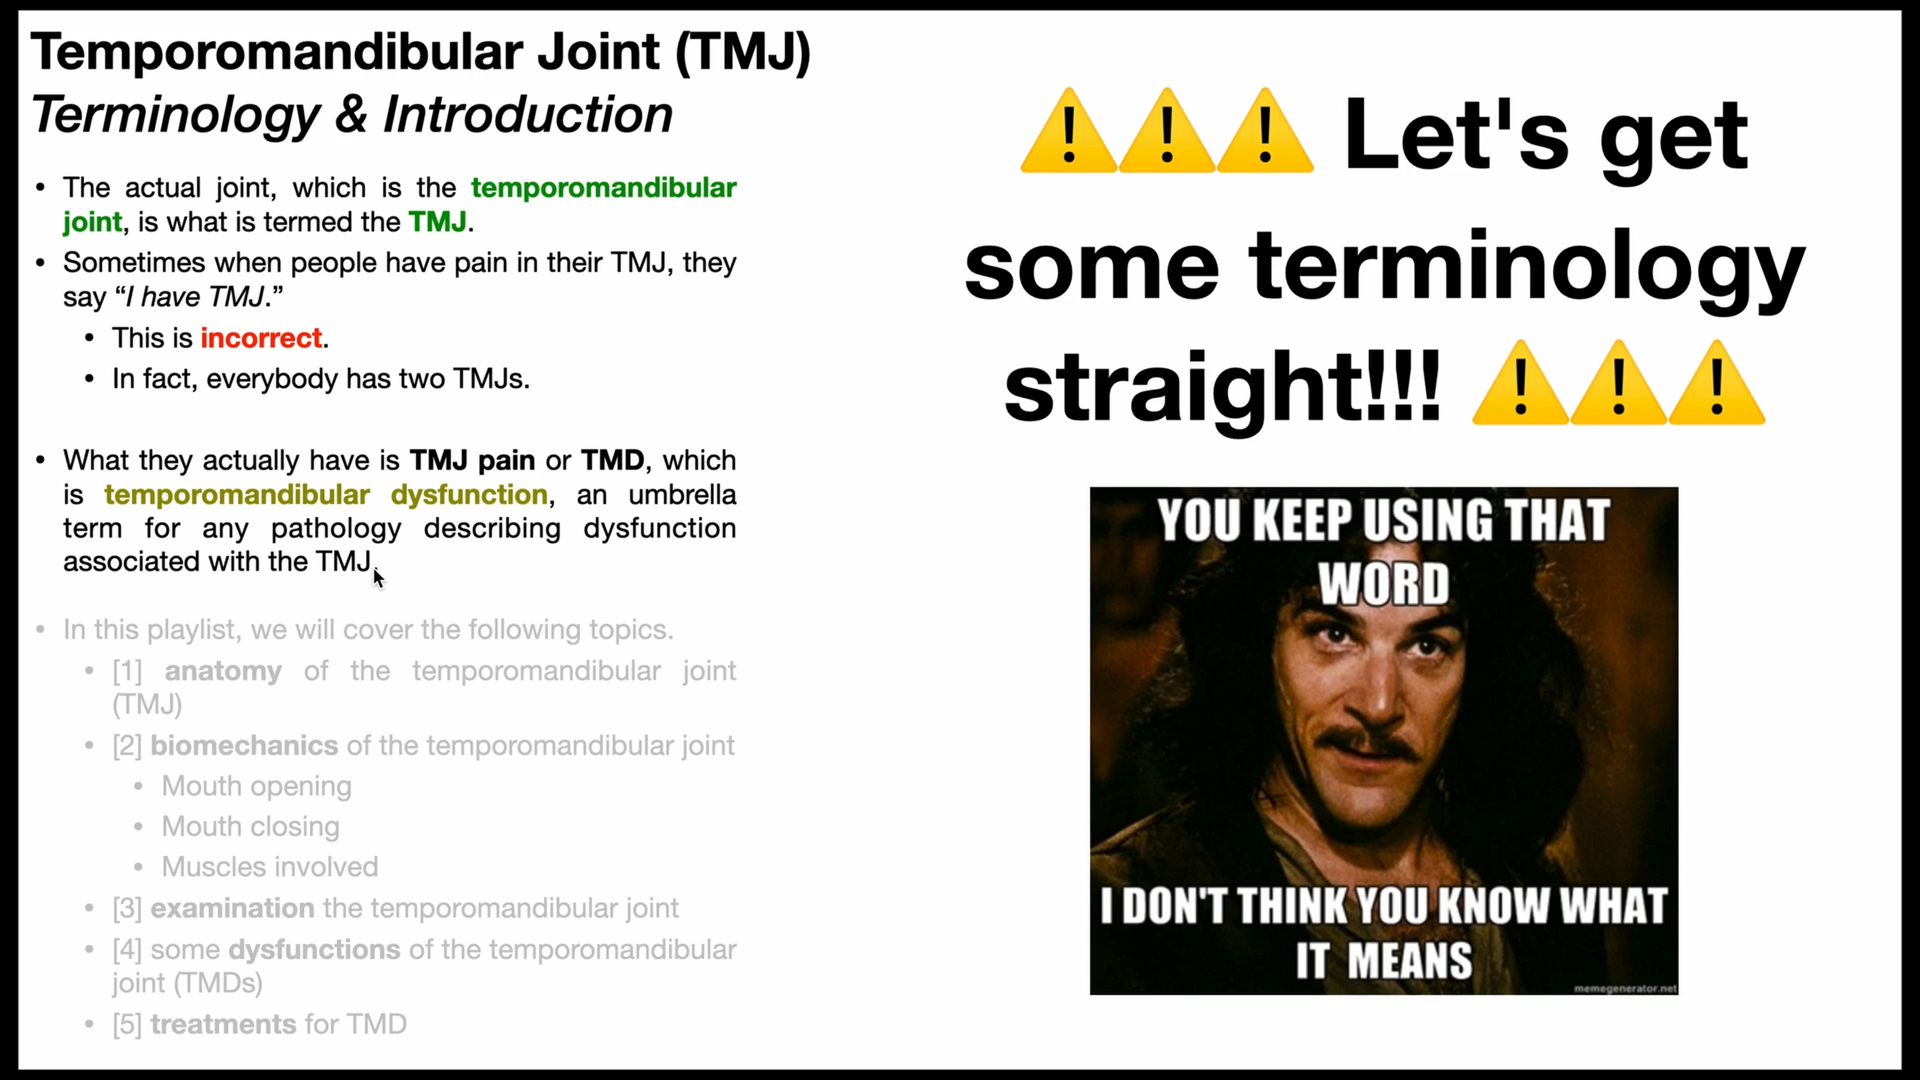 Temporomandibular Joint (TMJ)
Terminology & Introduction
• The actual joint, which is the temporomandibular
joint, is what is termed the TMJ.
• Sometimes when people have pain in their TMJ, they
say “I have TMJ.”
• This is incorrect.
• In fact, everybody has two TMJs.
• What they actually have is TMJ pain or TMD, which
is temporomandibular dysfunction, an umbrella
term for any pathology describing dysfunction
associated with the TMJ.
• In this playlist, we will cover the following topics.
• [1] anatomy of the temporomandibular joint
(TMJ)
• [2] biomechanics of the temporomandibular joint
• Mouth opening
• Mouth closing
• Muscles involved
• [3] examination the temporomandibular joint
• [4] some dysfunctions of the temporomandibular
joint (TMDs)
• [5] treatments for TMD
⚠️⚠️⚠️ Let's get
some terminology
straight!!! ⚠️⚠️⚠️
YOU KEEP USING THAT
WORD
I DON'T THINK YOU KNOW WHAT
IT MEANS
memegenerator.net